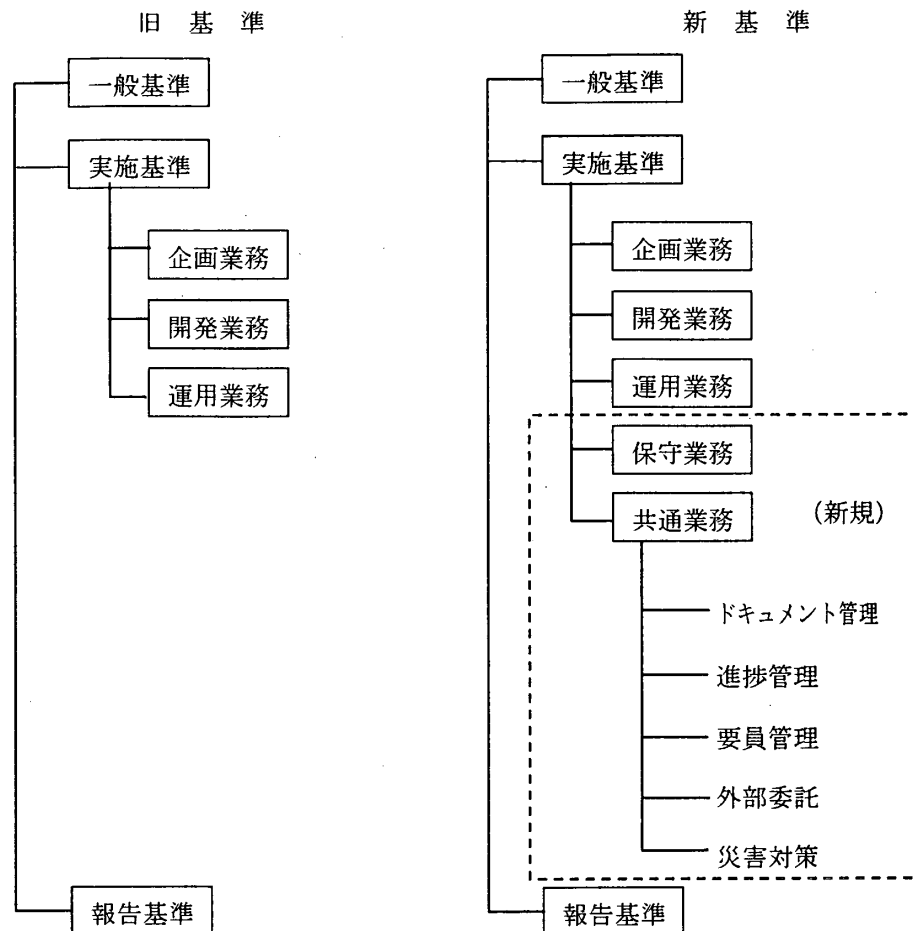 旧基準
一般基準
実施基準
企画業務
開発業務
運用業務
報告基準
新基準
一般基準
実施基準
企画業務
開発業務
運用業務
保守業務
共通業務
(新規)
ドキュメント管理
進捗管理
要員管理
外部委託
災害対策
報告基準